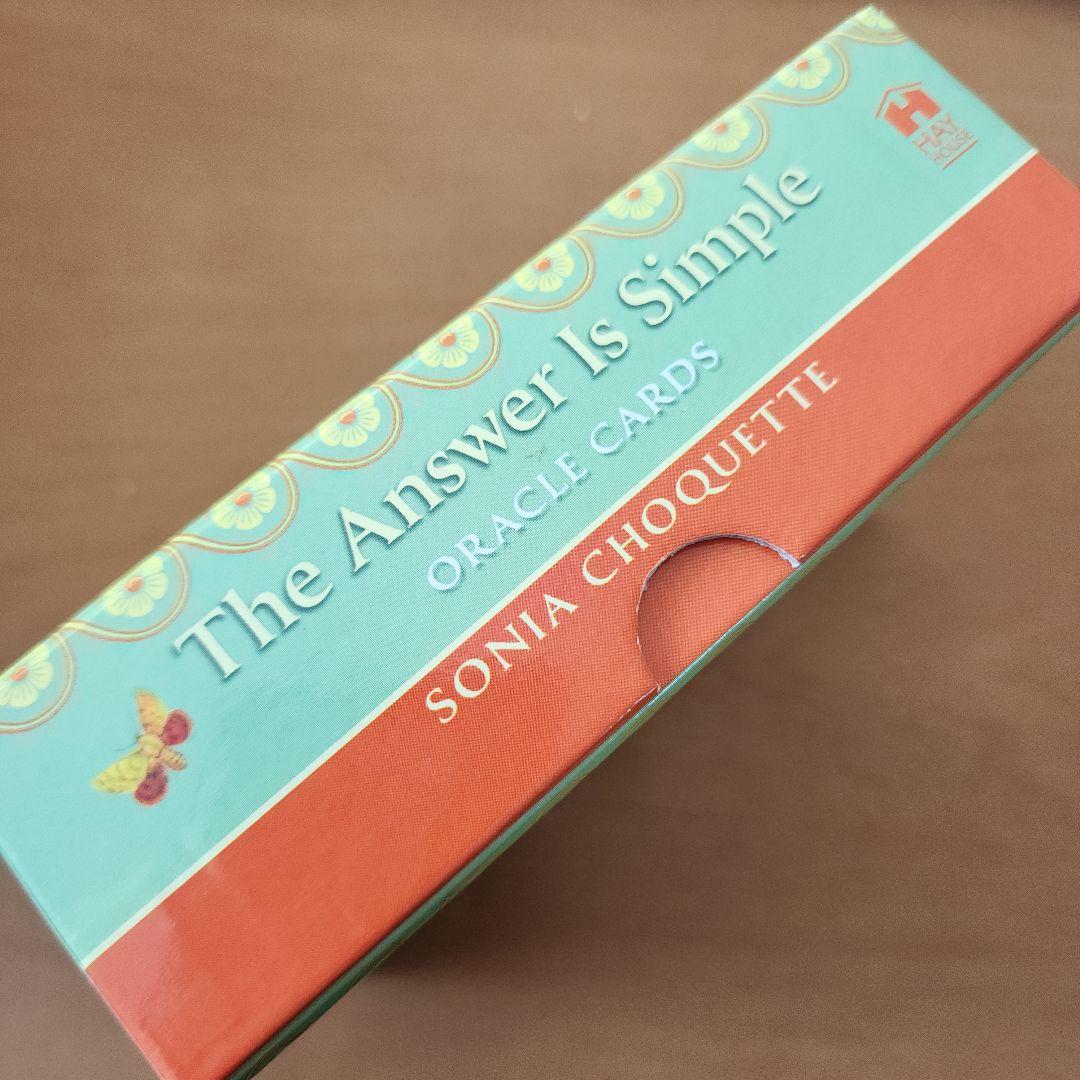 HAY
HOUSE
The Answer Is Simple
ORACLE CARDS
SONIA CHOQUETTE